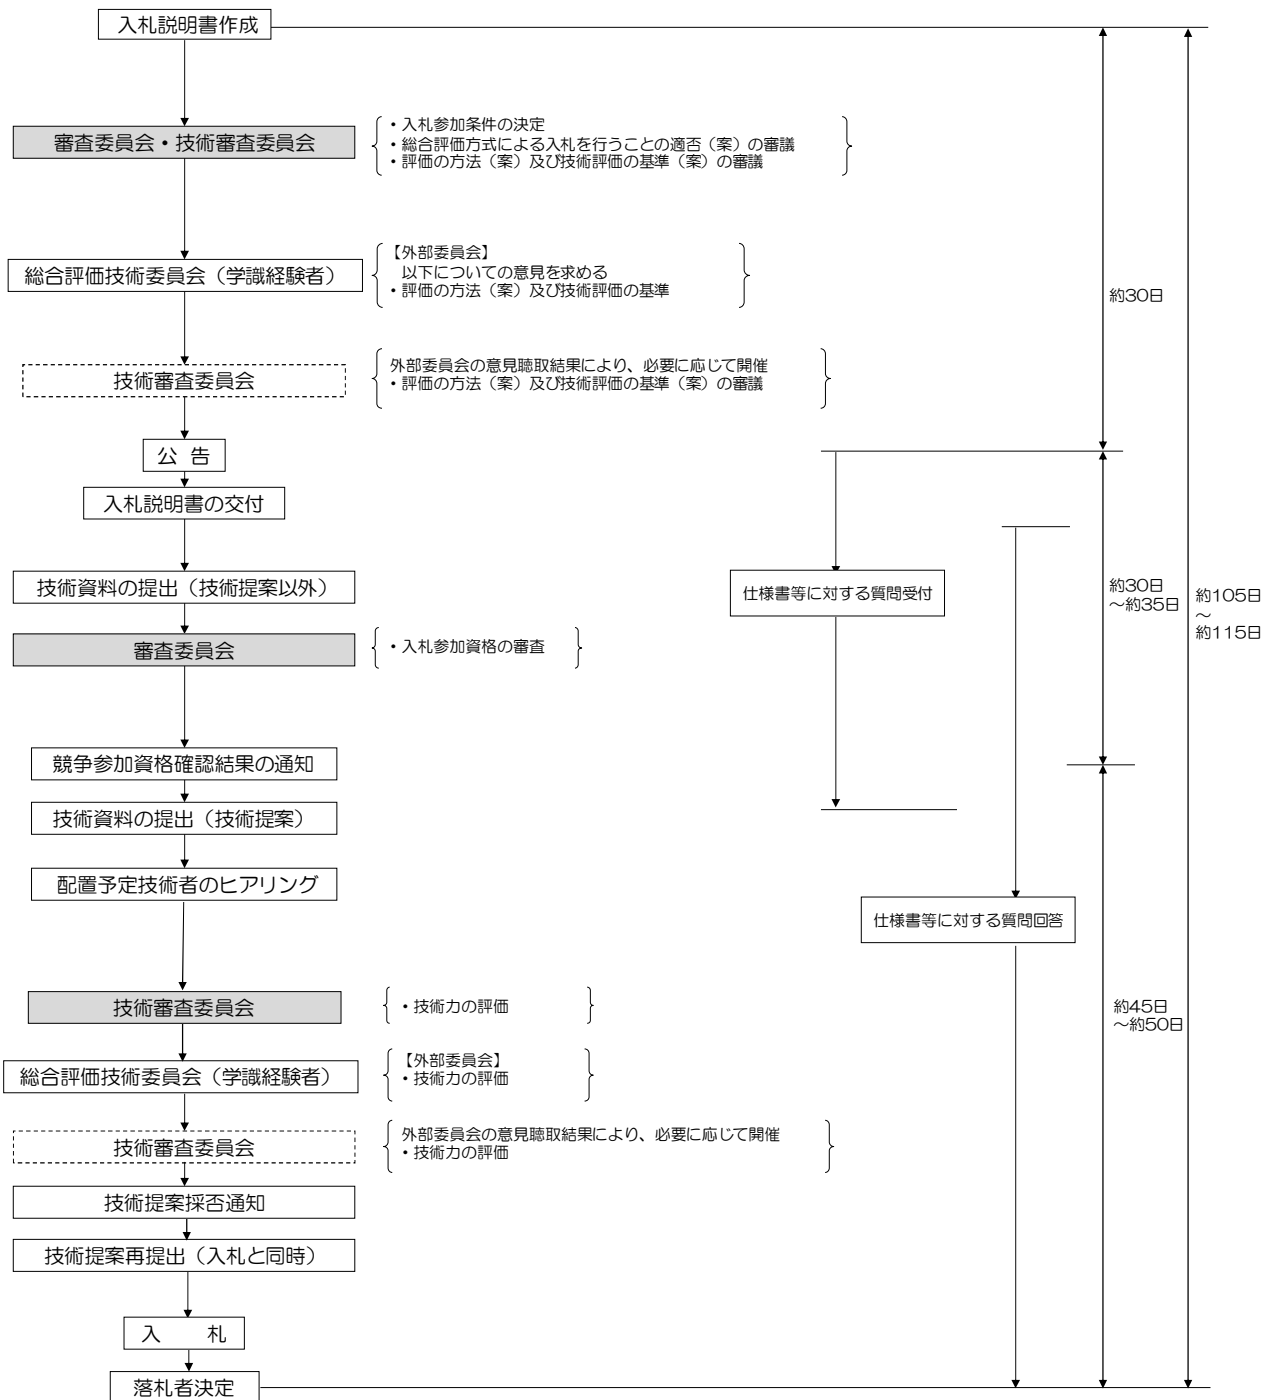 入札説明書作成
審査委員会・技術審査委員会
・入札参加条件の決定
・総合評価方式による入札を行うことの適否（案）の審議
・評価の方法（案）及び技術評価の基準（案）の審議
総合評価技術委員会（学識経験者）
【外部委員会】
以下についての意見を求める
・評価の方法（案）及び技術評価の基準
約30日
技術審査委員会
外部委員会の意見聴取結果により、必要に応じて開催
・評価の方法（案）及び技術評価の基準（案）の審議
公 告
入札説明書の交付
技術資料の提出（技術提案以外）
仕様書等に対する質問受付
約30日
～約35日
約105日
～
約115日
審査委員会
・入札参加資格の審査
競争参加資格確認結果の通知
技術資料の提出（技術提案）
配置予定技術者のヒアリング
仕様書等に対する質問回答
技術審査委員会
・技術力の評価
約45日
～約50日
総合評価技術委員会（学識経験者）
【外部委員会】
・技術力の評価
技術審査委員会
外部委員会の意見聴取結果により、必要に応じて開催
・技術力の評価
技術提案採否通知
技術提案再提出（入札と同時）
入　　札
落札者決定